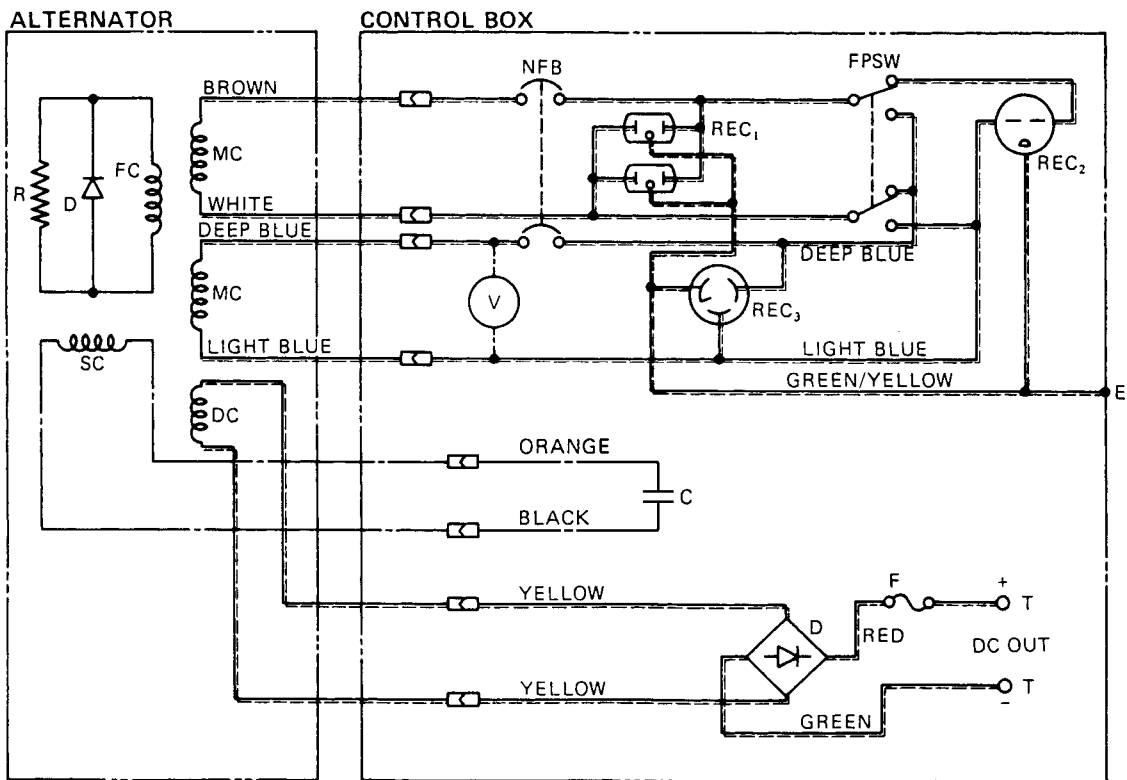 ALTERNATOR
CONTROL BOX
BROWN
NFB
FPSW
REC₁
REC₂
R
D
FC
MC
WHITE
DEEP BLUE
DEEP BLUE
MC
V
REC₃
LIGHT BLUE
LIGHT BLUE
SC
GREEN/YELLOW
E
DC
ORANGE
C
BLACK
YELLOW
F
+
T
D
RED
DC OUT
YELLOW
T
-
GREEN